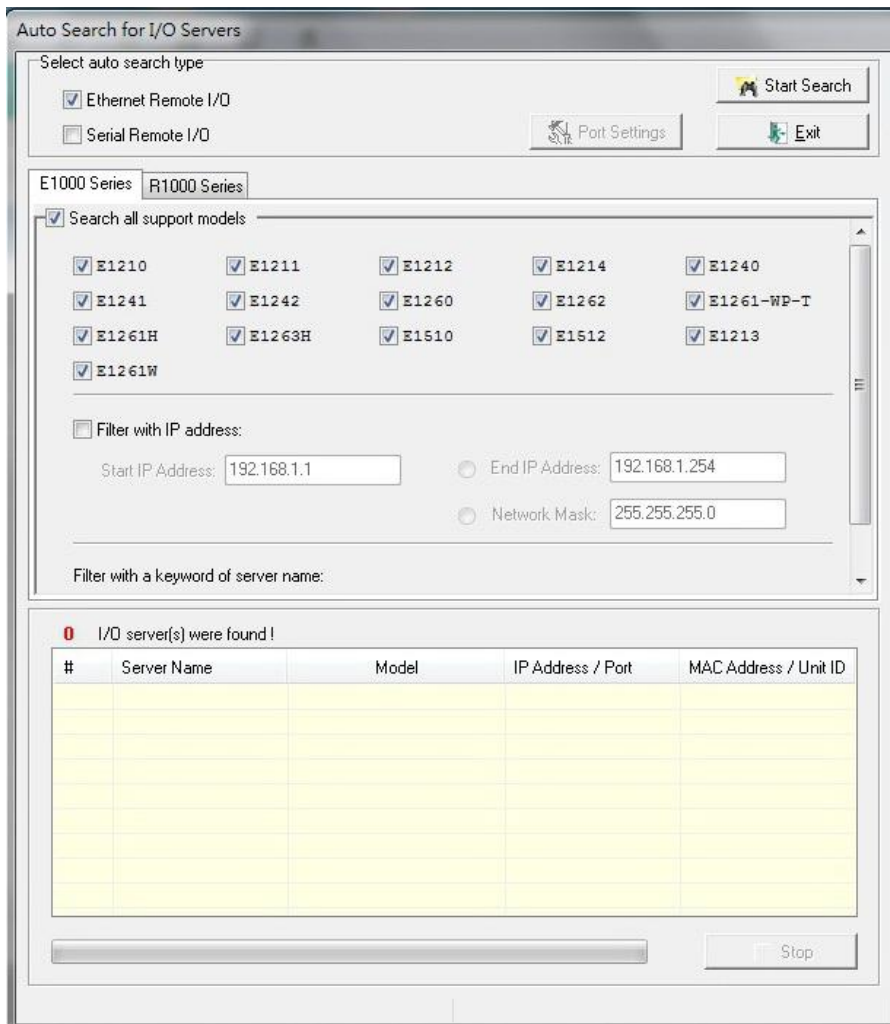 Auto Search for I/O Servers
Select auto search type
Ethernet Remote I/O
Start Search
Serial Remote I/O
Port Settings
Exit
E1000 Series R1000 Series
Search all support models
E1210 E1211 E1212 E1214 E1240
E1241 E1242 E1260 E1262 E1261-WP-T
E1261H E1263H E1510 E1512 E1213
E1261W
Filter with IP address:
Start IP Address: 192.168.1.1 End IP Address: 192.168.1.254
Network Mask: 255.255.255.0
Filter with a keyword of server name:
0 I/O server(s) were found !
# Server Name Model IP Address / Port MAC Address / Unit ID
Stop